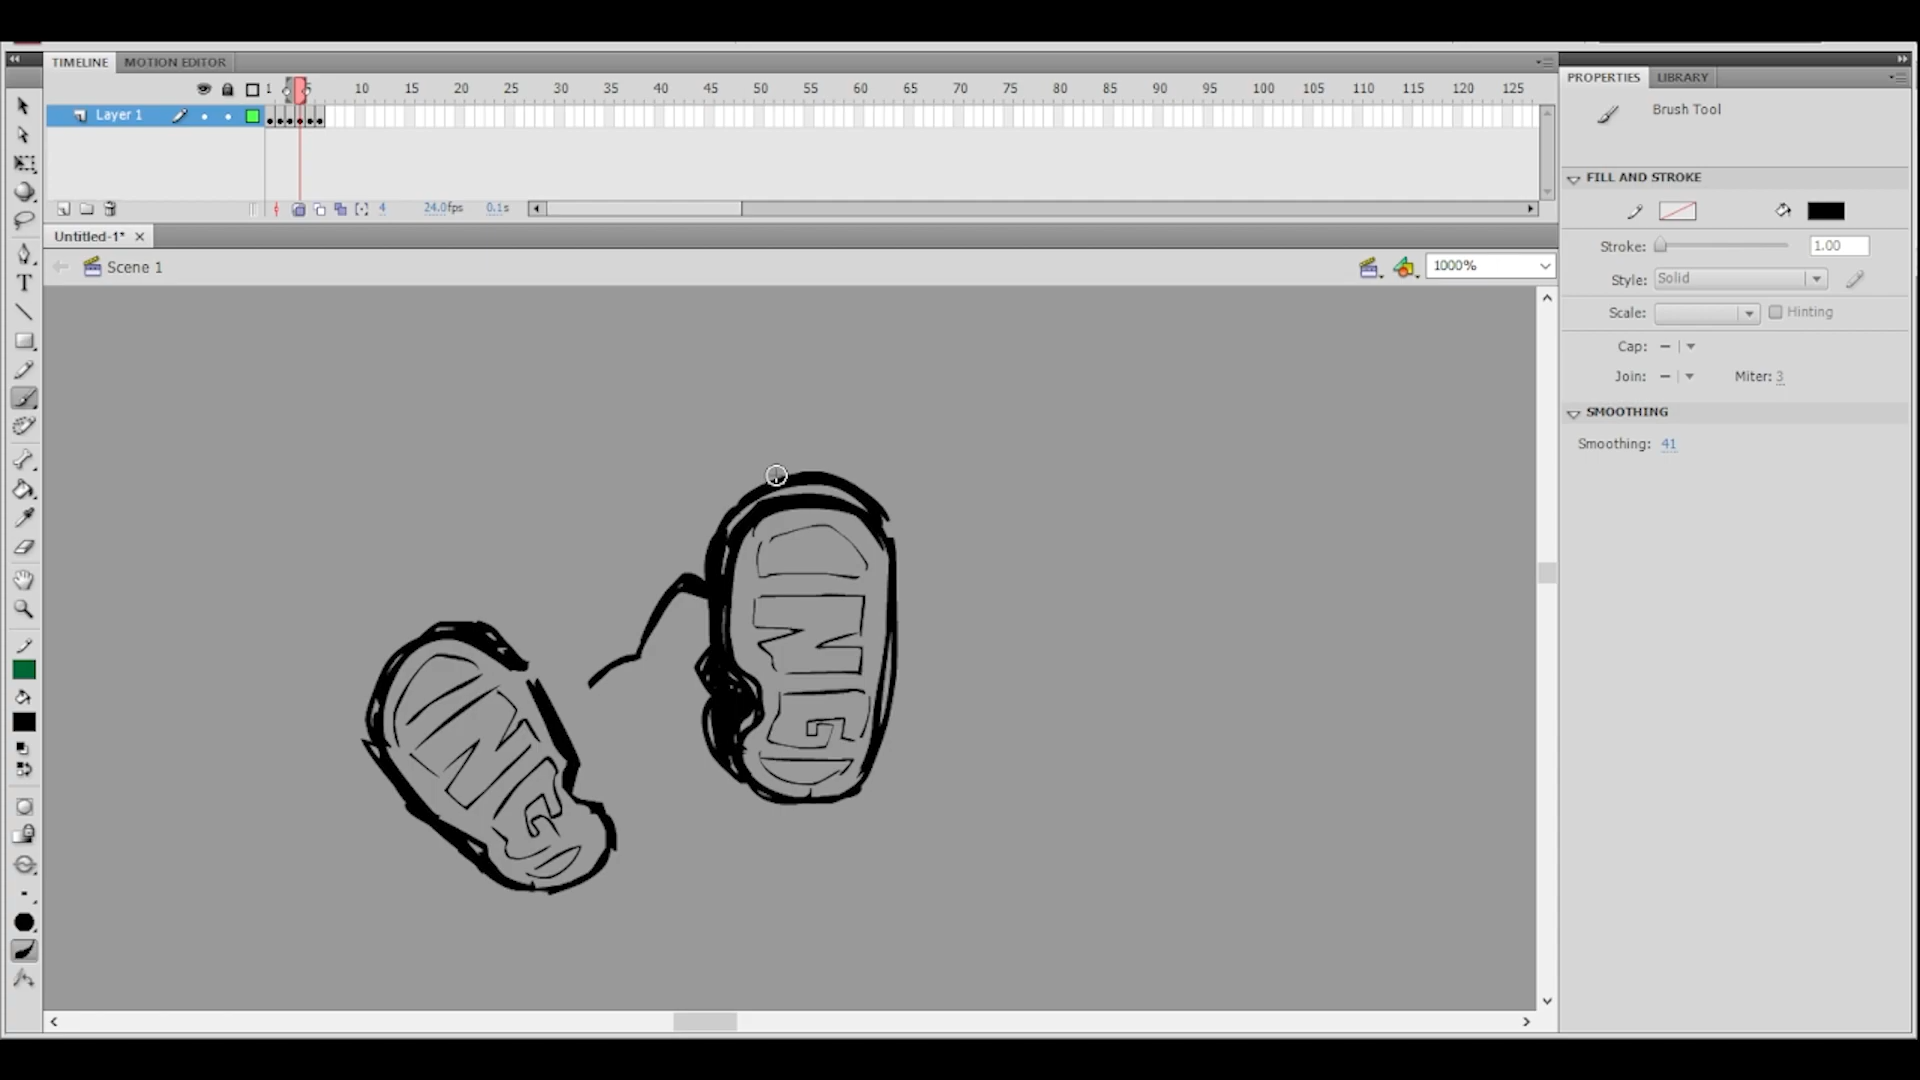 TIMELINE MOTION EDITOR
1 5 10 15 20 25 30 35 40 45 50 55 60 65 70 75 80 85 90 95 100 105 110 115 120 125
Layer 1
4 24.0fps 0.1s
Untitled-1*
Scene 1
1000%
T
ING
ING
PROPERTIES LIBRARY
Brush Tool
FILL AND STROKE
Stroke: 1.00
Style: Solid
Scale: Hinting
Cap:
Join: Miter: 3
SMOOTHING
Smoothing: 41